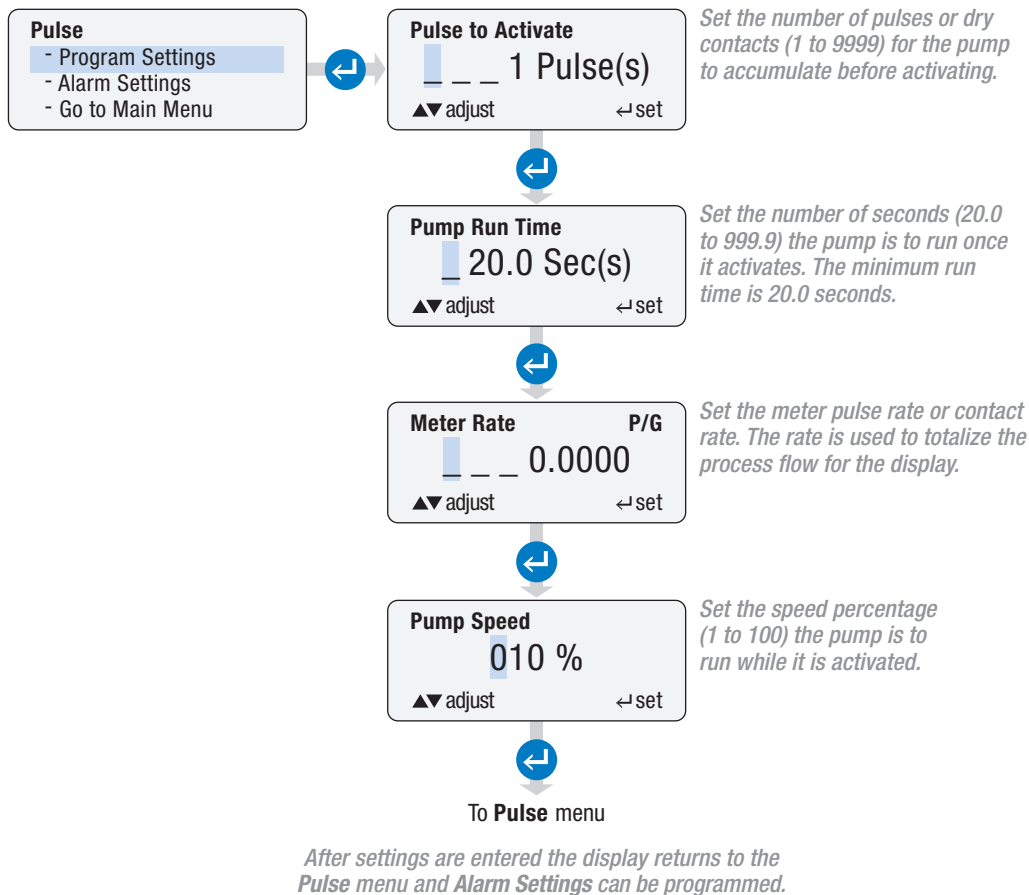 Pulse
- Program Settings
- Alarm Settings
- Go to Main Menu
Pulse to Activate
_ _ _ 1 Pulse(s)
▲▼ adjust ↵ set
Set the number of pulses or dry
contacts (1 to 9999) for the pump
to accumulate before activating.
Pump Run Time
_ 20.0 Sec(s)
▲▼ adjust ↵ set
Set the number of seconds (20.0
to 999.9) the pump is to run once
it activates. The minimum run
time is 20.0 seconds.
Meter Rate P/G
_ _ _ 0.0000
▲▼ adjust ↵ set
Set the meter pulse rate or contact
rate. The rate is used to totalize the
process flow for the display.
Pump Speed
010 %
▲▼ adjust ↵ set
Set the speed percentage
(1 to 100) the pump is to
run while it is activated.
To Pulse menu
After settings are entered the display returns to the
Pulse menu and Alarm Settings can be programmed.